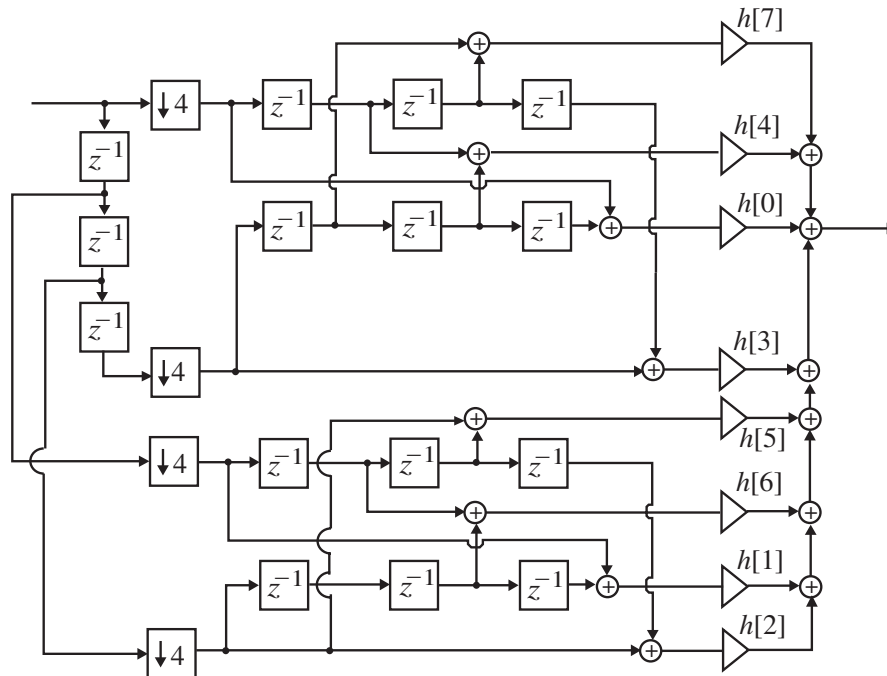 h[7]
↓4 z⁻¹ z⁻¹ z⁻¹
h[4]
z⁻¹
h[0]
z⁻¹ z⁻¹ z⁻¹
z⁻¹
z⁻¹
h[3]
↓4
h[5]
↓4 z⁻¹ z⁻¹ z⁻¹
h[6]
h[1]
z⁻¹ z⁻¹ z⁻¹
h[2]
↓4